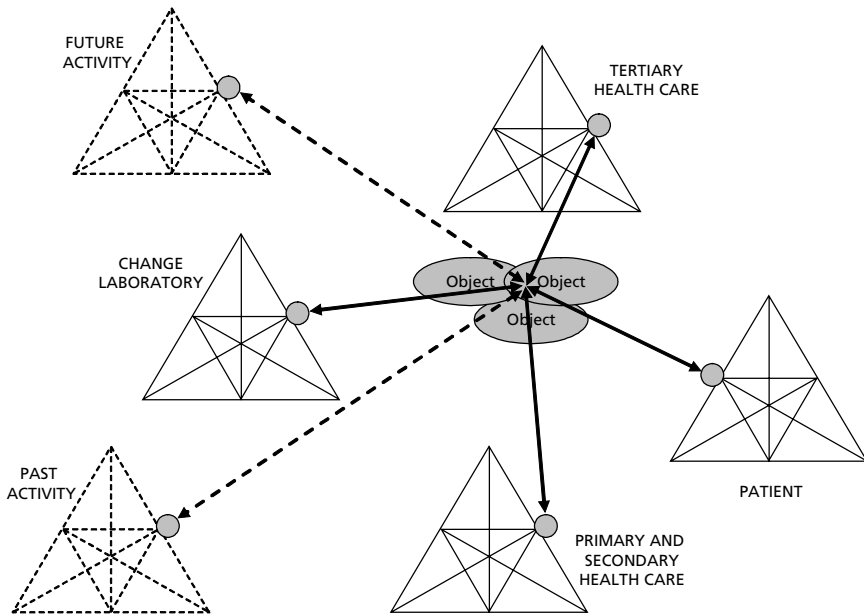 FUTURE
ACTIVITY
TERTIARY
HEALTH CARE
CHANGE
LABORATORY
Object
Object
Object
PAST
ACTIVITY
PATIENT
PRIMARY AND
SECONDARY
HEALTH CARE